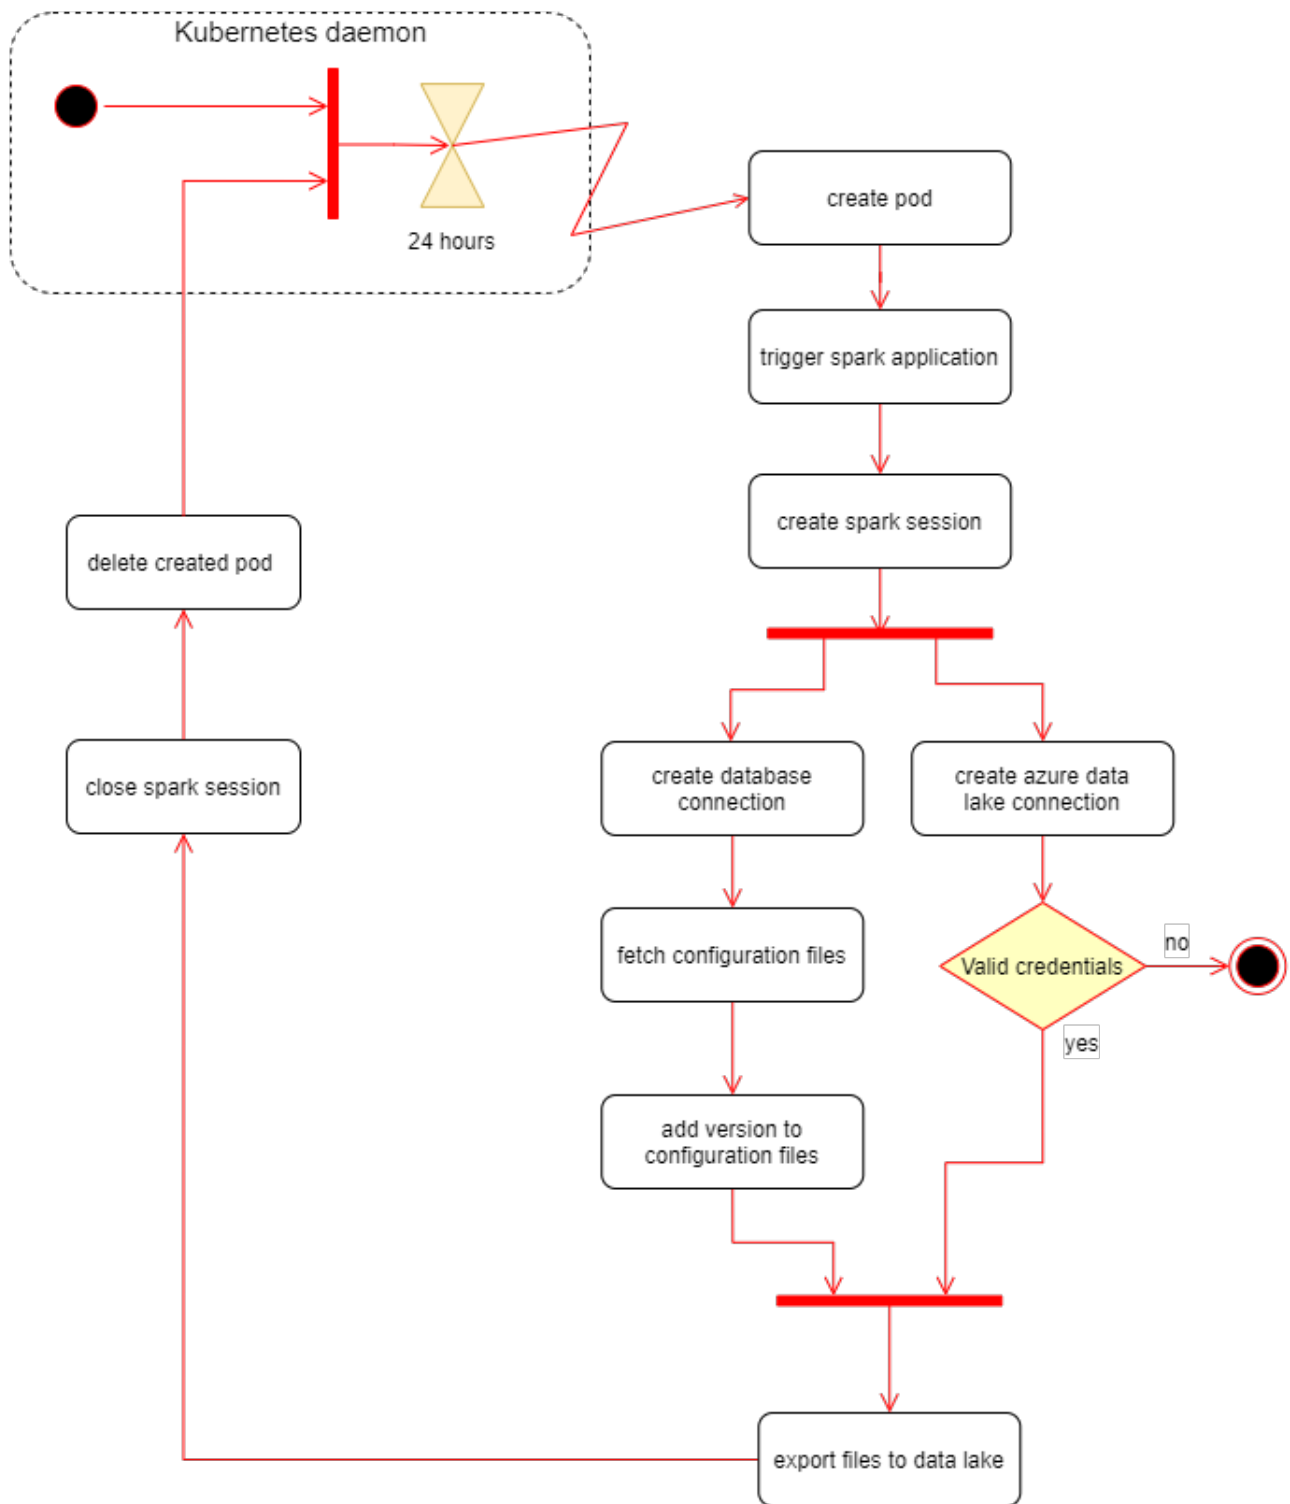 Kubernetes daemon
24 hours
create pod
trigger spark application
create spark session
delete created pod
close spark session
create database
connection
create azure data
lake connection
fetch configuration files
Valid credentials
no
yes
add version to
configuration files
export files to data lake